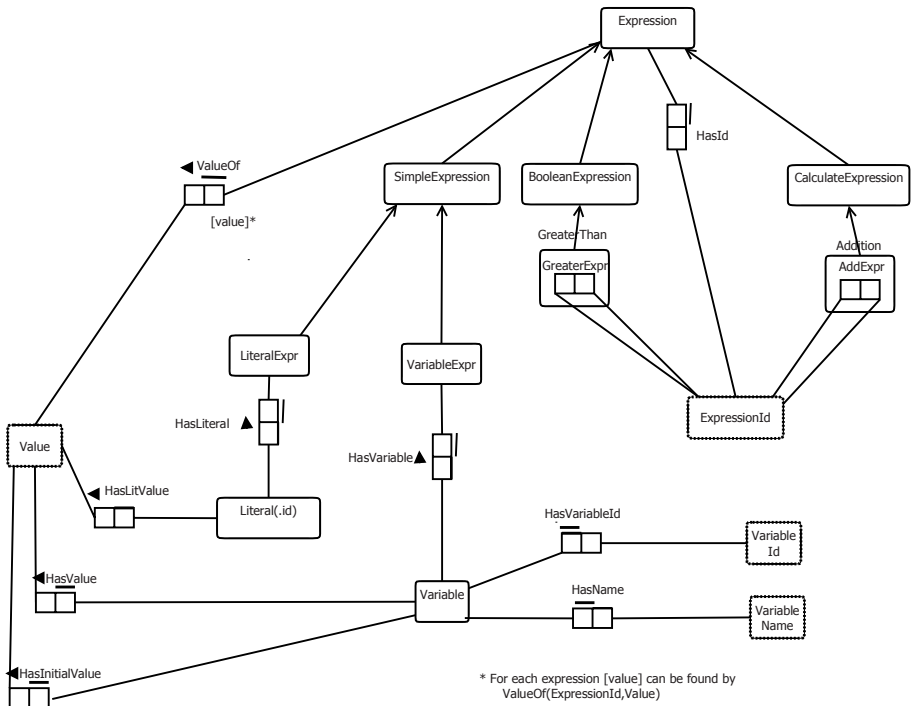 Expression
HasId
ValueOf
SimpleExpression
BooleanExpression
CalculateExpression
[value]*
GreaterThan
Addition
GreaterExpr
AddExpr
LiteralExpr
VariableExpr
HasLiteral
ExpressionId
Value
HasVariable
HasLitValue
Literal(.id)
HasVariableId
Variable
Id
HasValue
Variable
HasName
Variable
Name
HasInitialValue
* For each expression [value] can be found by
ValueOf(ExpressionId,Value)